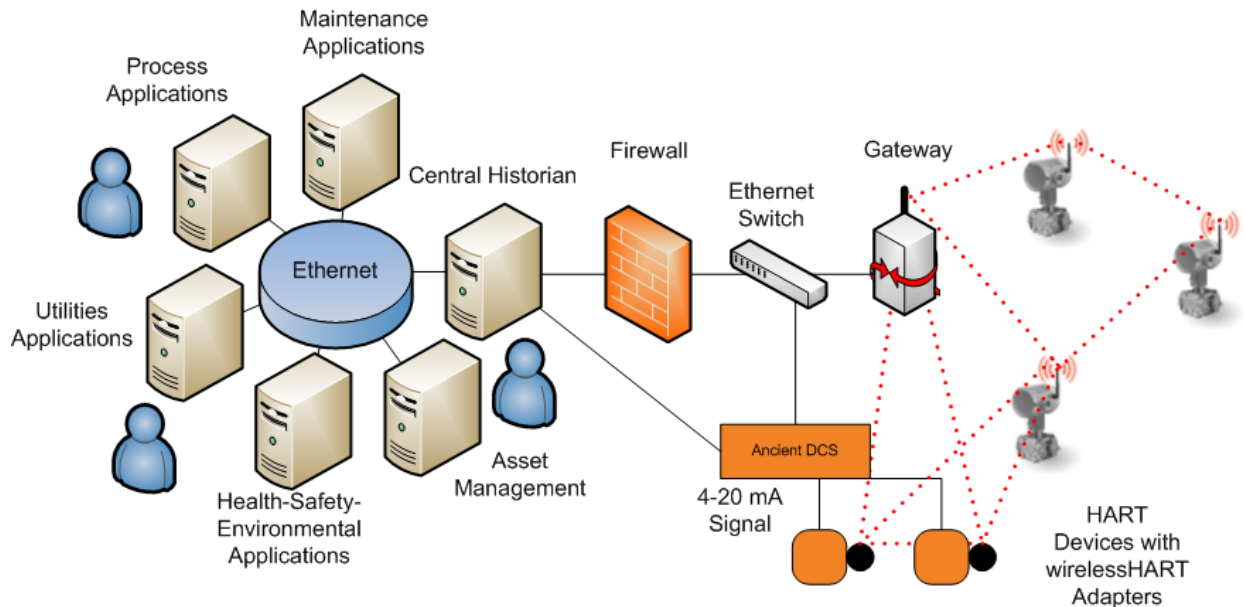 Maintenance
Applications
Process
Applications
Central Historian
Firewall
Gateway
Ethernet
Switch
Ethernet
Utilities
Applications
Ancient DCS
Asset
Management
4-20 mA
Signal
Health-Safety-
Environmental
Applications
HART
Devices with
wirelessHART
Adapters